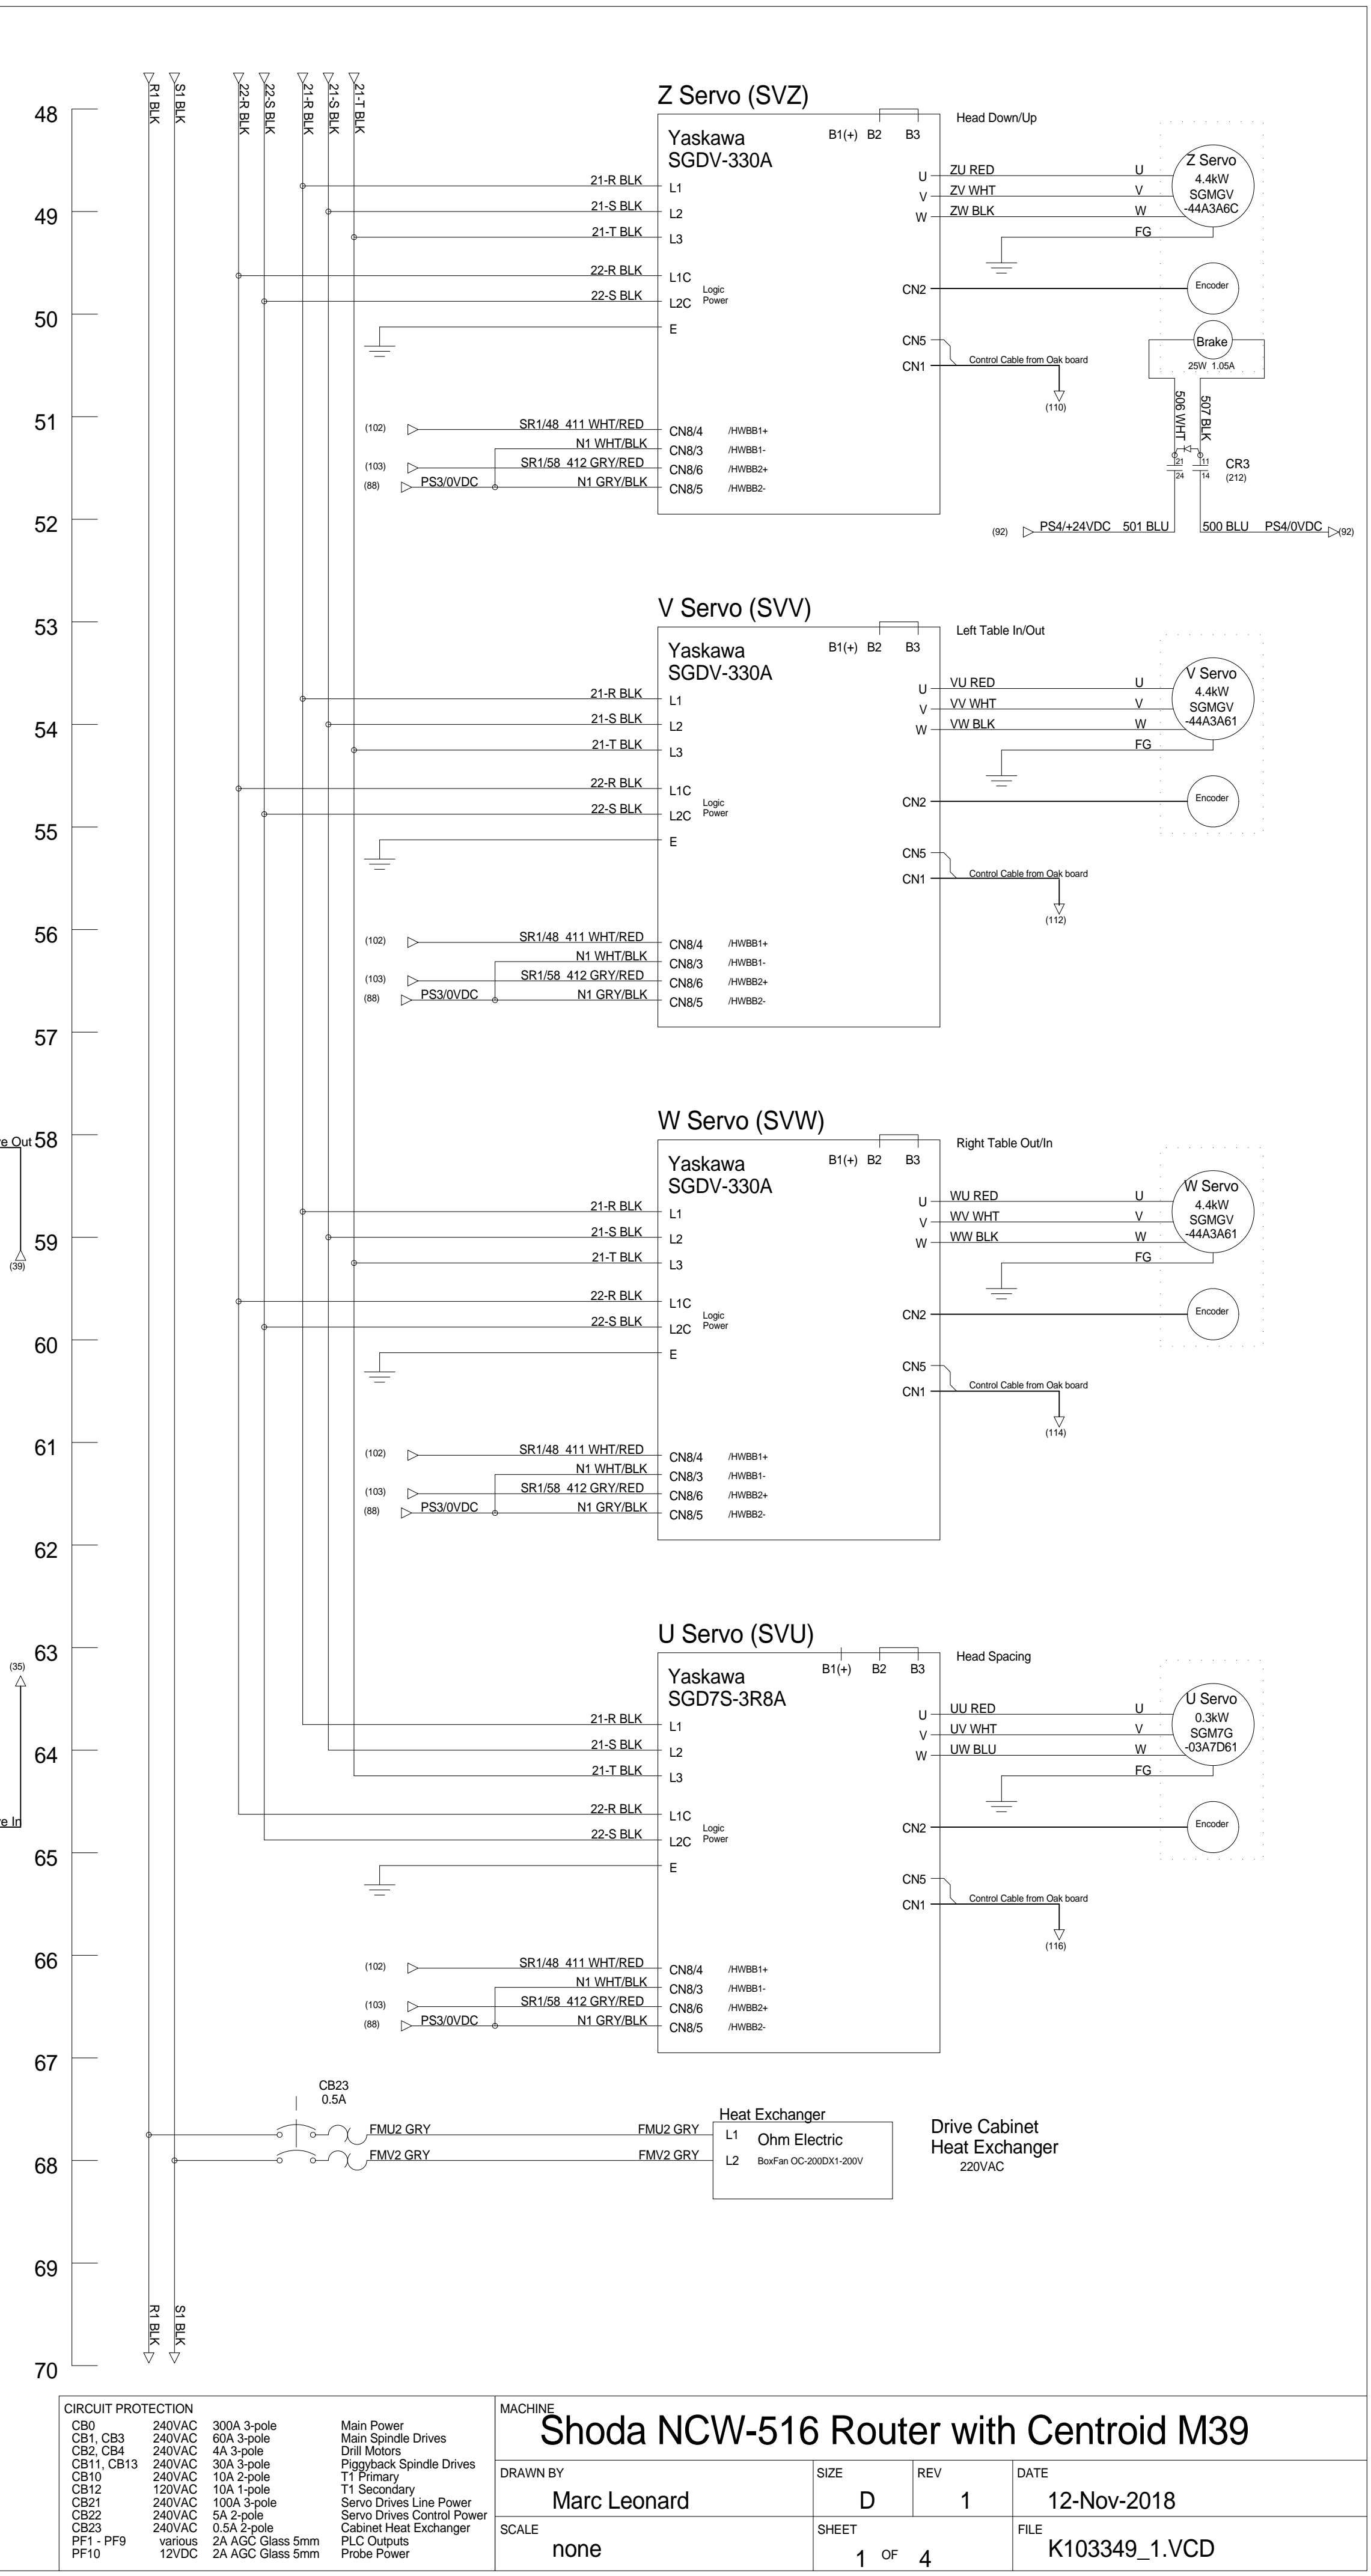 R1 BLK
S1 BLK
22-R BLK
22-S BLK
21-R BLK
21-S BLK
21-T BLK
48
49
50
51
52
53
54
55
56
57
58
59
60
61
62
63
64
65
66
67
68
69
70
Z Servo (SVZ)
Yaskawa
SGDV-330A
B1(+) B2 B3
Head Down/Up
21-R BLK L1
21-S BLK L2
21-T BLK L3
22-R BLK L1C
22-S BLK L2C
Logic
Power
E
U ZU RED U
V ZV WHT V
W ZW BLK W
FG
Z Servo
4.4kW
SGMGV
-44A3A6C
CN2
Encoder
CN5
CN1
Control Cable from Oak board
(110)
Brake
25W 1.05A
506 WHT
507 BLK
21
24
11
14
CR3
(212)
(92) PS4/+24VDC 501 BLU
500 BLU PS4/0VDC (92)
(102) SR1/48 411 WHT/RED CN8/4 /HWBB1+
N1 WHT/BLK CN8/3 /HWBB1-
(103) SR1/58 412 GRY/RED CN8/6 /HWBB2+
(88) PS3/0VDC N1 GRY/BLK CN8/5 /HWBB2-
V Servo (SVV)
Yaskawa
SGDV-330A
B1(+) B2 B3
Left Table In/Out
21-R BLK L1
21-S BLK L2
21-T BLK L3
22-R BLK L1C
22-S BLK L2C
Logic
Power
E
U VU RED U
V VV WHT V
W VW BLK W
FG
V Servo
4.4kW
SGMGV
-44A3A61
CN2
Encoder
CN5
CN1
Control Cable from Oak board
(112)
(102) SR1/48 411 WHT/RED CN8/4 /HWBB1+
N1 WHT/BLK CN8/3 /HWBB1-
(103) SR1/58 412 GRY/RED CN8/6 /HWBB2+
(88) PS3/0VDC N1 GRY/BLK CN8/5 /HWBB2-
e Out
(39)
W Servo (SVW)
Yaskawa
SGDV-330A
B1(+) B2 B3
Right Table Out/In
21-R BLK L1
21-S BLK L2
21-T BLK L3
22-R BLK L1C
22-S BLK L2C
Logic
Power
E
U WU RED U
V WV WHT V
W WW BLK W
FG
W Servo
4.4kW
SGMGV
-44A3A61
CN2
Encoder
CN5
CN1
Control Cable from Oak board
(114)
(102) SR1/48 411 WHT/RED CN8/4 /HWBB1+
N1 WHT/BLK CN8/3 /HWBB1-
(103) SR1/58 412 GRY/RED CN8/6 /HWBB2+
(88) PS3/0VDC N1 GRY/BLK CN8/5 /HWBB2-
(35)
e In
U Servo (SVU)
Yaskawa
SGD7S-3R8A
B1(+) B2 B3
Head Spacing
21-R BLK L1
21-S BLK L2
21-T BLK L3
22-R BLK L1C
22-S BLK L2C
Logic
Power
E
U UU RED U
V UV WHT V
W UW BLU W
FG
U Servo
0.3kW
SGM7G
-03A7D61
CN2
Encoder
CN5
CN1
Control Cable from Oak board
(116)
(102) SR1/48 411 WHT/RED CN8/4 /HWBB1+
N1 WHT/BLK CN8/3 /HWBB1-
(103) SR1/58 412 GRY/RED CN8/6 /HWBB2+
(88) PS3/0VDC N1 GRY/BLK CN8/5 /HWBB2-
CB23
0.5A
FMU2 GRY FMU2 GRY
FMV2 GRY FMV2 GRY
Heat Exchanger
L1 Ohm Electric
L2 BoxFan OC-200DX1-200V
Drive Cabinet
Heat Exchanger
220VAC
R1 BLK
S1 BLK
CIRCUIT PROTECTION
CB0 240VAC 300A 3-pole Main Power
CB1, CB3 240VAC 60A 3-pole Main Spindle Drives
CB2, CB4 240VAC 4A 3-pole Drill Motors
CB11, CB13 240VAC 30A 3-pole Piggyback Spindle Drives
CB10 240VAC 10A 2-pole T1 Primary
CB12 120VAC 10A 1-pole T1 Secondary
CB21 240VAC 100A 3-pole Servo Drives Line Power
CB22 240VAC 5A 2-pole Servo Drives Control Power
CB23 240VAC 0.5A 2-pole Cabinet Heat Exchanger
PF1 - PF9 various 2A AGC Glass 5mm PLC Outputs
PF10 12VDC 2A AGC Glass 5mm Probe Power
MACHINE
Shoda NCW-516 Router with Centroid M39
DRAWN BY
Marc Leonard
SIZE
D
REV
1
DATE
12-Nov-2018
SCALE
none
SHEET
1 OF 4
FILE
K103349_1.VCD